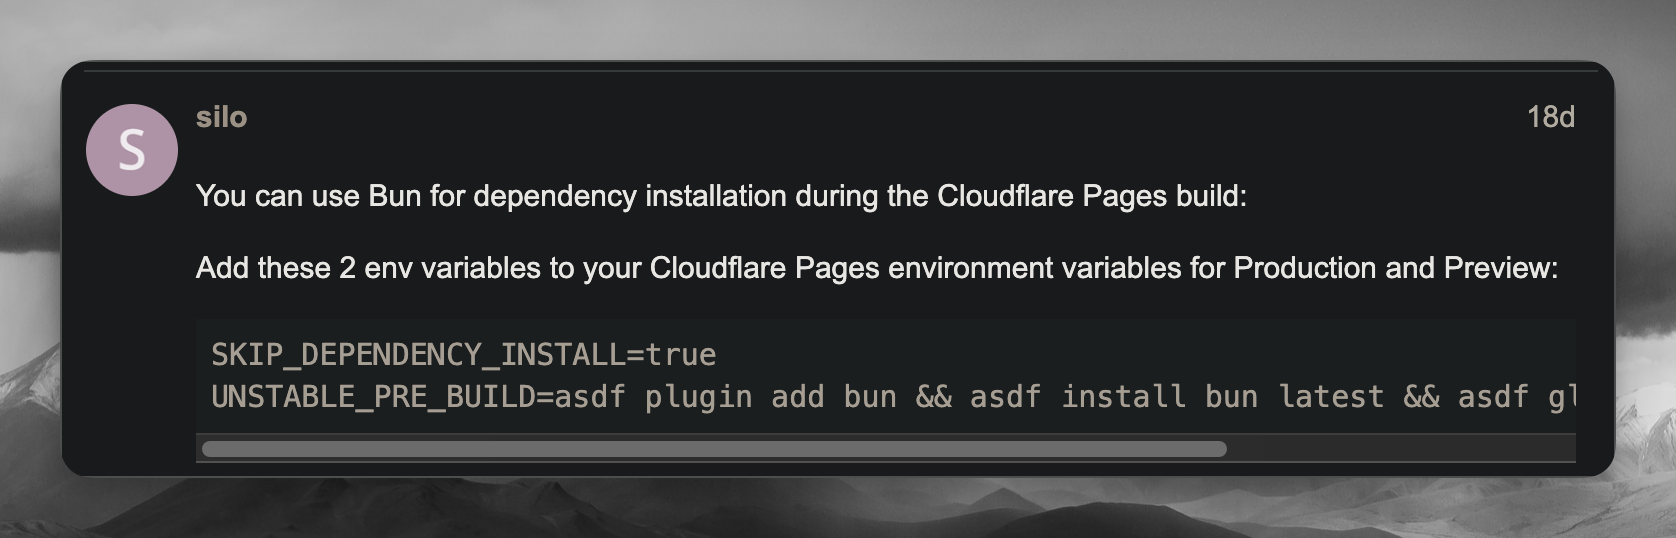 S
silo
18d
You can use Bun for dependency installation during the Cloudflare Pages build:
Add these 2 env variables to your Cloudflare Pages environment variables for Production and Preview:
SKIP_DEPENDENCY_INSTALL=true
UNSTABLE_PRE_BUILD=asdf plugin add bun && asdf install bun latest && asdf gl